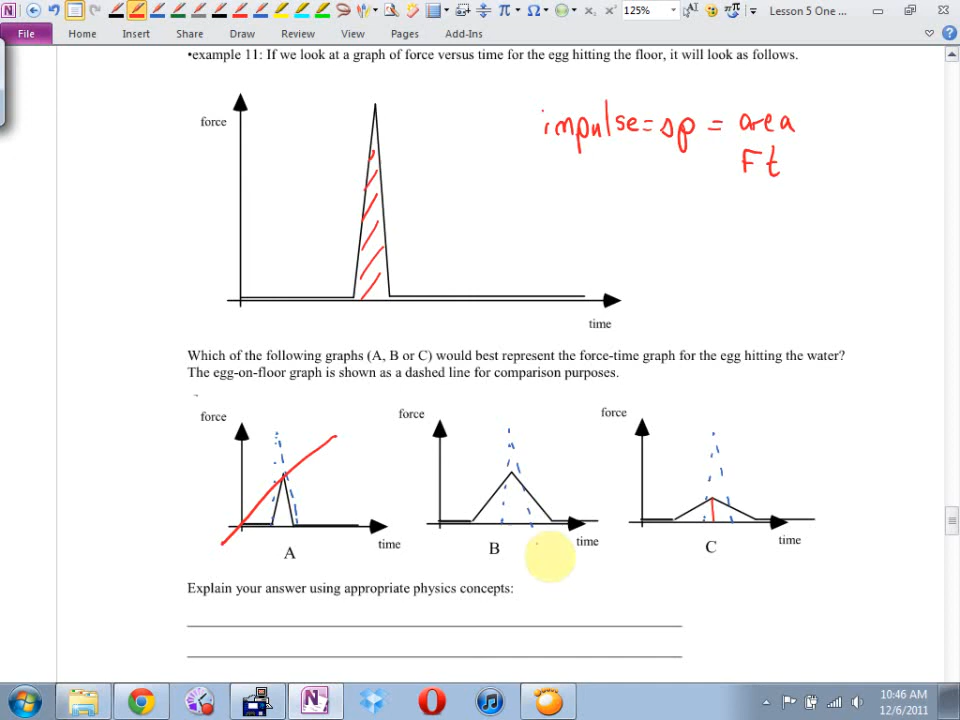 125%
Lesson 5 One ...
File Home Insert Share Draw Review View Pages Add-Ins
•example 11: If we look at a graph of force versus time for the egg hitting the floor, it will look as follows.
force
impulse = Δp = area
Ft
time
Which of the following graphs (A, B or C) would best represent the force-time graph for the egg hitting the water?
The egg-on-floor graph is shown as a dashed line for comparison purposes.
force force force
time time time
A B C
Explain your answer using appropriate physics concepts:
10:46 AM
12/6/2011